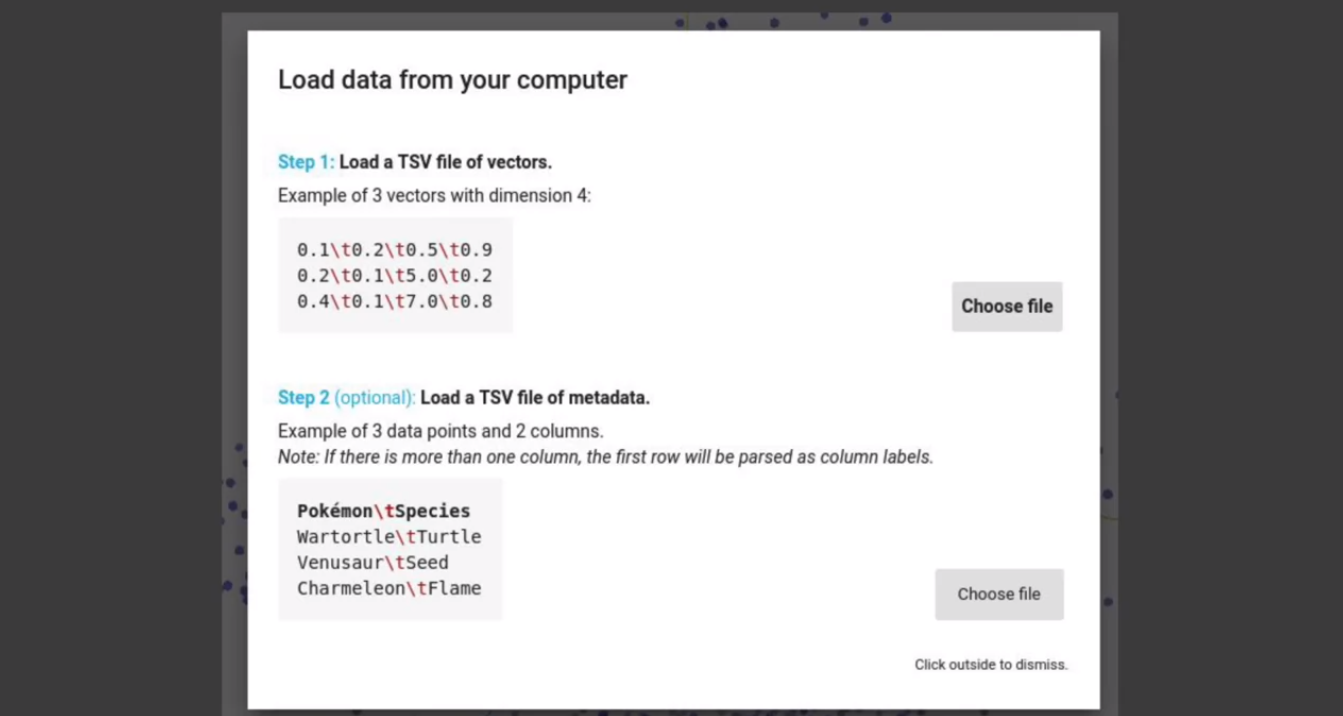 Load data from your computer
Step 1: Load a TSV file of vectors.
Example of 3 vectors with dimension 4:
0.1\t0.2\t0.5\t0.9
0.2\t0.1\t5.0\t0.2
0.4\t0.1\t7.0\t0.8
Choose file
Step 2 (optional): Load a TSV file of metadata.
Example of 3 data points and 2 columns.
Note: If there is more than one column, the first row will be parsed as column labels.
Pokémon\tSpecies
Wartortle\tTurtle
Venusaur\tSeed
Charmeleon\tFlame
Choose file
Click outside to dismiss.